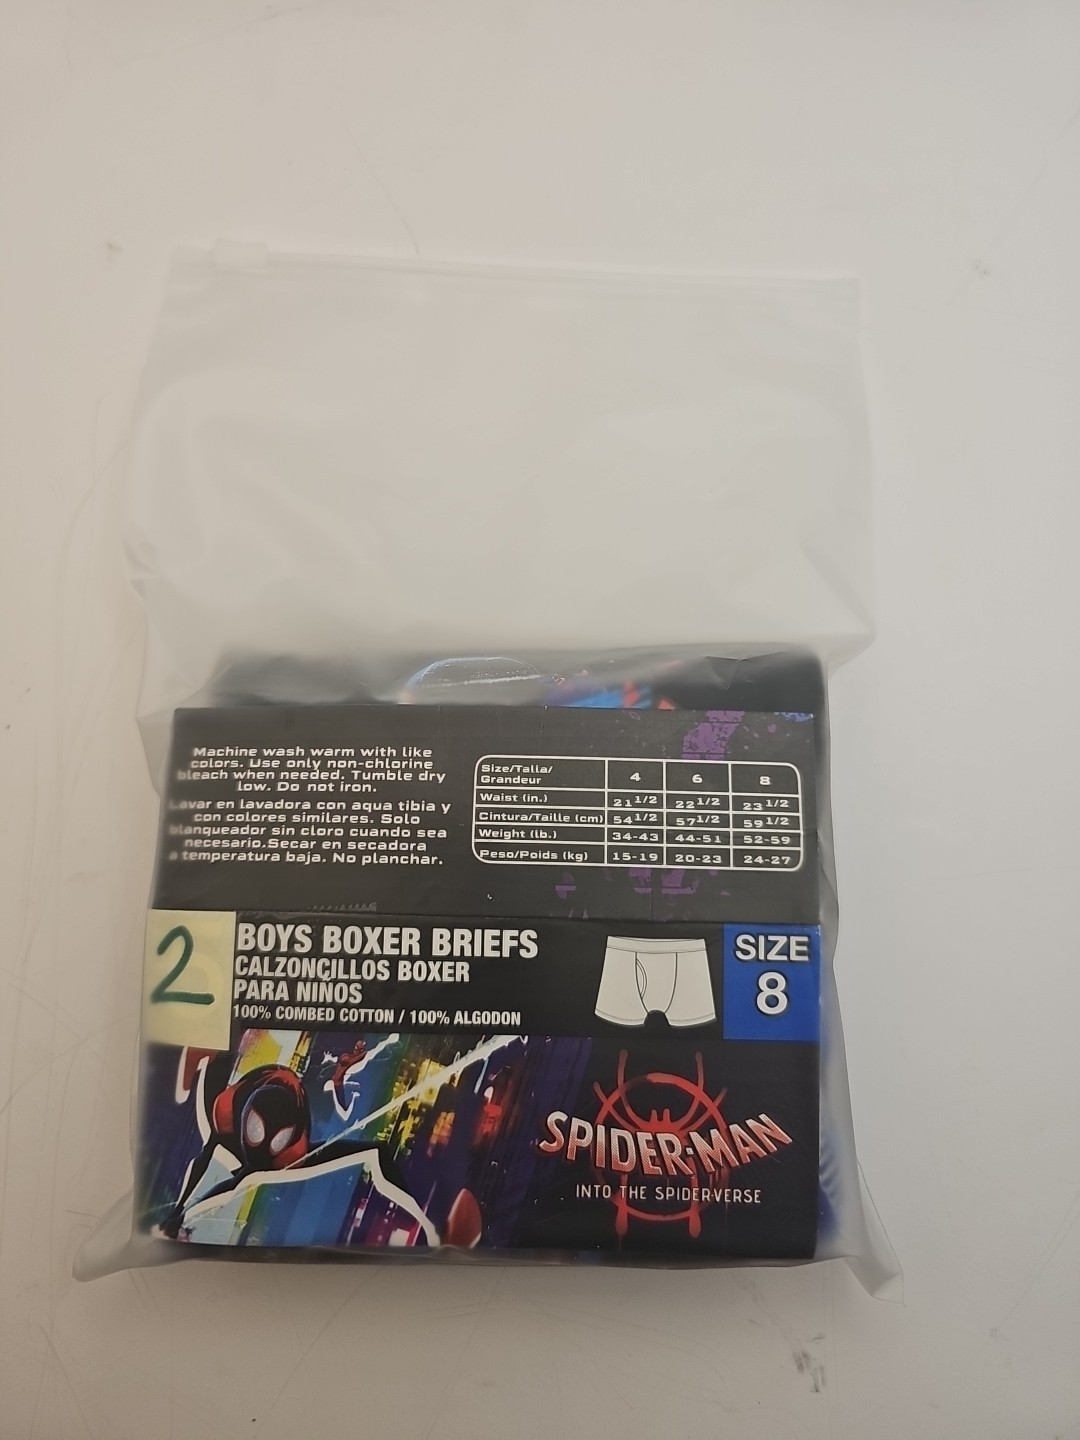 Machine wash warm with like
colors. Use only non-chlorine
bleach when needed. Tumble dry
low. Do not iron.
Lavar en lavadora con aqua tibia y
con colores similares. Solo
blanqueador sin cloro cuando sea
necesario.Secar en secadora
a temperatura baja. No planchar.
Size/Talla/
Grandeur 4 6 8
Waist (in.) 21 1/2 22 1/2 23 1/2
Cintura/Taille (cm) 54 1/2 57 1/2 59 1/2
Weight (lb.) 34-43 44-51 52-59
Peso/Poids (kg) 15-19 20-23 24-27
2
BOYS BOXER BRIEFS
CALZONCILLOS BOXER
PARA NIÑOS
100% COMBED COTTON / 100% ALGODON
SIZE
8
SPIDER-MAN
INTO THE SPIDER-VERSE